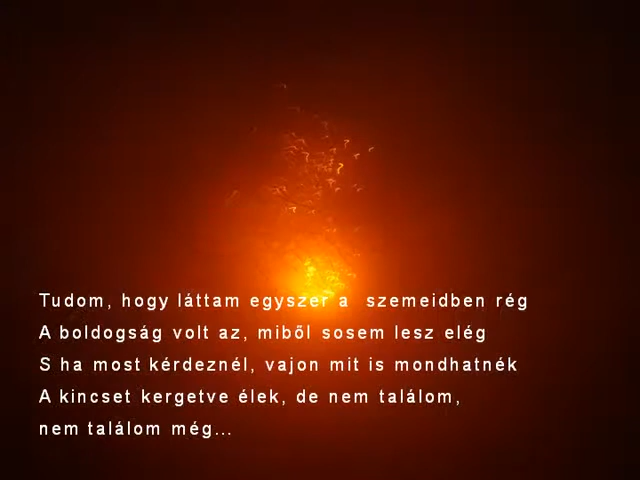 Tudom, hogy láttam egyszer a  szemeidben rég
A boldogság volt az, miből sosem lesz elég
S ha most kérdeznél, vajon mit is mondhatnék
A kincset kergetve élek, de nem találom,
nem találom még...